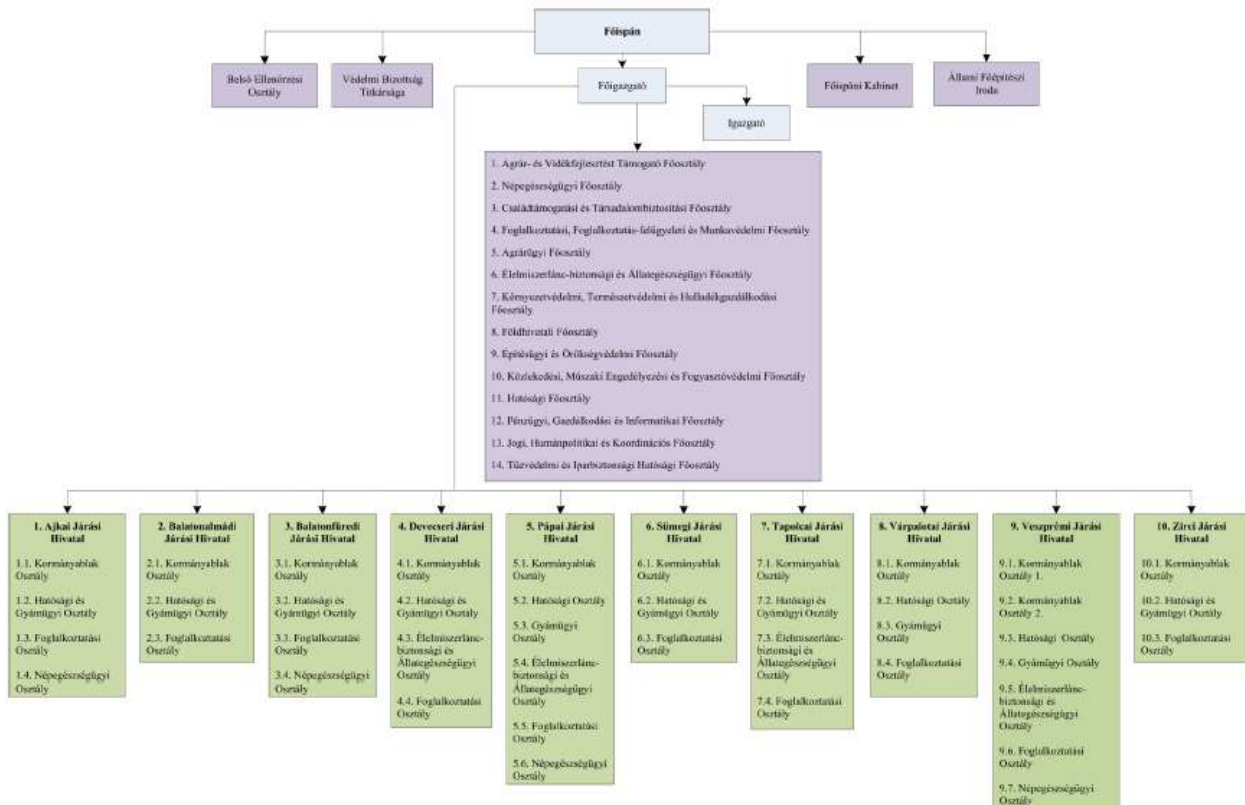 Főispán
Belső Ellenőrzési
Osztály
Védelmi Bizottság
Titkársága
Főigazgató
Igazgató
Főispáni Kabinet
Állami Főépítészi
Iroda
1. Agrár- és Vidékfejlesztést Támogató Főosztály
2. Népegészségügyi Főosztály
3. Családtámogatási és Társadalombiztosítási Főosztály
4. Foglalkoztatási, Foglalkoztatás-felügyeleti és Munkavédelmi Főosztály
5. Agrárügyi Főosztály
6. Élelmiszerlánc-biztonsági és Állategészségügyi Főosztály
7. Környezetvédelmi, Természetvédelmi és Hulladékgazdálkodási
Főosztály
8. Földhivatali Főosztály
9. Építésügyi és Örökségvédelmi Főosztály
10. Közlekedési, Műszaki Engedélyezési és Fogyasztóvédelmi Főosztály
11. Hatósági Főosztály
12. Pénzügyi, Gazdálkodási és Informatikai Főosztály
13. Jogi, Humánpolitikai és Koordinációs Főosztály
14. Tűzvédelmi és Iparbiztonsági Hatósági Főosztály
1. Ajkai Járási
Hivatal
1.1. Kormányablak
Osztály
1.2. Hatósági
és Gyámügyi Osztály
1.3. Foglalkoztatási
Osztály
1.4. Népegészségügyi
Osztály
2. Balatonalmádi
Járási Hivatal
2.1. Kormányablak
Osztály
2.2. Hatósági és
Gyámügyi Osztály
2.3. Foglalkoztatási
Osztály
3. Balatonfüredi
Járási Hivatal
3.1. Kormányablak
Osztály
3.2. Hatósági és
Gyámügyi Osztály
3.3. Foglalkoztatási
Osztály
3.4. Népegészségügyi
Osztály
4. Devecseri Járási
Hivatal
4.1. Kormányablak
Osztály
4.2. Hatósági és
Gyámügyi Osztály
4.3. Élelmiszerlánc-
biztonsági és
Állategészségügyi
Osztály
4.4. Foglalkoztatási
Osztály
5. Pápai Járási
Hivatal
5.1. Kormányablak
Osztály
5.2. Hatósági Osztály
5.3. Gyámügyi
Osztály
5.4. Élelmiszerlánc-
biztonsági és
Állategészségügyi
Osztály
5.5. Foglalkoztatási
Osztály
5.6. Népegészségügyi
Osztály
6. Sümegi Járási
Hivatal
6.1. Kormányablak
Osztály
6.2. Hatósági és
Gyámügyi Osztály
6.3. Foglalkoztatási
Osztály
7. Tapolcai Járási
Hivatal
7.1. Kormányablak
Osztály
7.2. Hatósági és
Gyámügyi Osztály
7.3. Élelmiszerlánc-
biztonsági és
Állategészségügyi
Osztály
7.4. Foglalkoztatási
Osztály
8. Várpalotai Járási
Hivatal
8.1. Kormányablak
Osztály
8.2. Hatósági Osztály
8.3. Gyámügyi
Osztály
8.4. Foglalkoztatási
Osztály
9. Veszprémi Járási
Hivatal
9.1. Kormányablak
Osztály 1.
9.2. Kormányablak
Osztály 2.
9.3. Hatósági Osztály
9.4. Gyámügyi Osztály
9.5. Élelmiszerlánc-
biztonsági és
Állategészségügyi
Osztály
9.6. Foglalkoztatási
Osztály
9.7. Népegészségügyi
Osztály
10. Zirci Járási
Hivatal
10.1. Kormányablak
Osztály
10.2. Hatósági és
Gyámügyi Osztály
10.3. Foglalkoztatási
Osztály